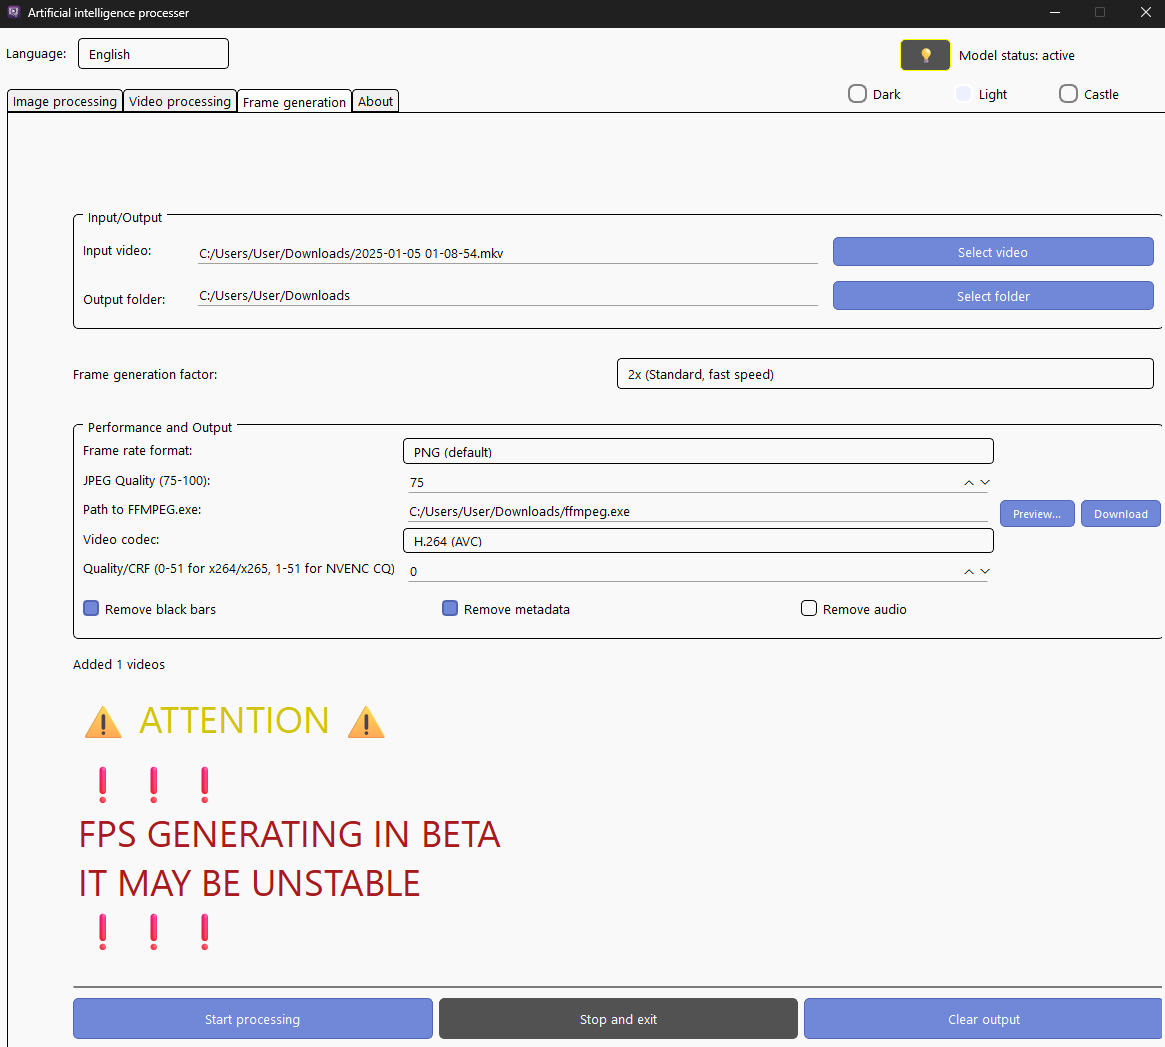 Artificial intelligence processer
Language: English
Model status: active
Image processing Video processing Frame generation About
Dark Light Castle
Input/Output
Input video: C:/Users/User/Downloads/2025-01-05 01-08-54.mkv Select video
Output folder: C:/Users/User/Downloads Select folder
Frame generation factor: 2x (Standard, fast speed)
Performance and Output
Frame rate format: PNG (default)
JPEG Quality (75-100): 75
Path to FFMPEG.exe: C:/Users/User/Downloads/ffmpeg.exe Preview... Download
Video codec: H.264 (AVC)
Quality/CRF (0-51 for x264/x265, 1-51 for NVENC CQ) 0
Remove black bars Remove metadata Remove audio
Added 1 videos
⚠️ ATTENTION ⚠️
❗ ❗ ❗
FPS GENERATING IN BETA
IT MAY BE UNSTABLE
❗ ❗ ❗
Start processing Stop and exit Clear output